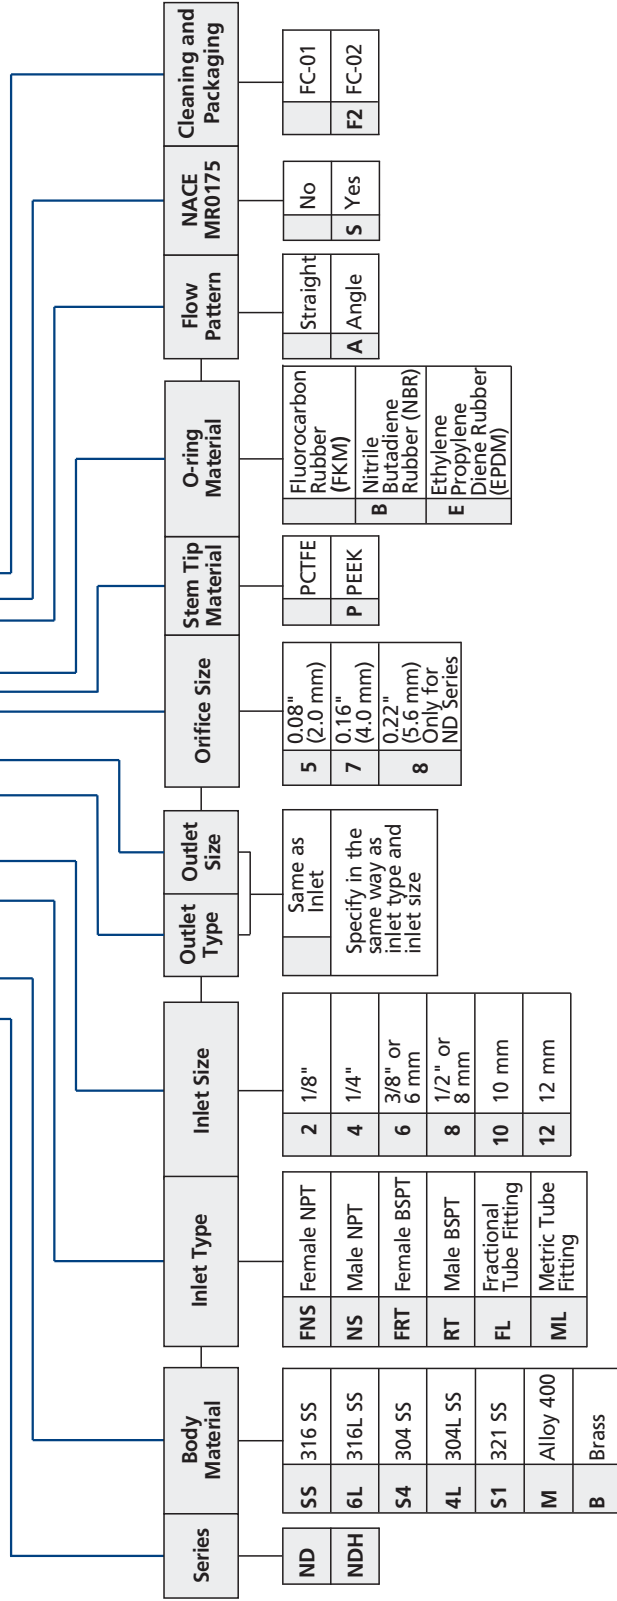 Series
ND
NDH
Body
Material
SS 316 SS
6L 316L SS
S4 304 SS
4L 304L SS
S1 321 SS
M Alloy 400
B Brass
Inlet Type
FNS Female NPT
NS Male NPT
FRT Female BSPT
RT Male BSPT
FL Fractional
Tube Fitting
ML Metric Tube
Fitting
Inlet Size
2 1/8"
4 1/4"
6 3/8" or
6 mm
8 1/2" or
8 mm
10 10 mm
12 12 mm
Outlet
Type
Outlet
Size
Same as
Inlet
Specify in the
same way as
inlet type and
inlet size
Orifice Size
5 0.08"
(2.0 mm)
7 0.16"
(4.0 mm)
8 0.22"
(5.6 mm)
Only for
ND Series
Stem Tip
Material
PCTFE
P PEEK
O-ring
Material
Fluorocarbon
Rubber
(FKM)
B Nitrile
Butadiene
Rubber (NBR)
E Ethylene
Propylene
Diene Rubber
(EPDM)
Flow
Pattern
Straight
A Angle
NACE
MR0175
No
S Yes
Cleaning and
Packaging
FC-01
F2 FC-02